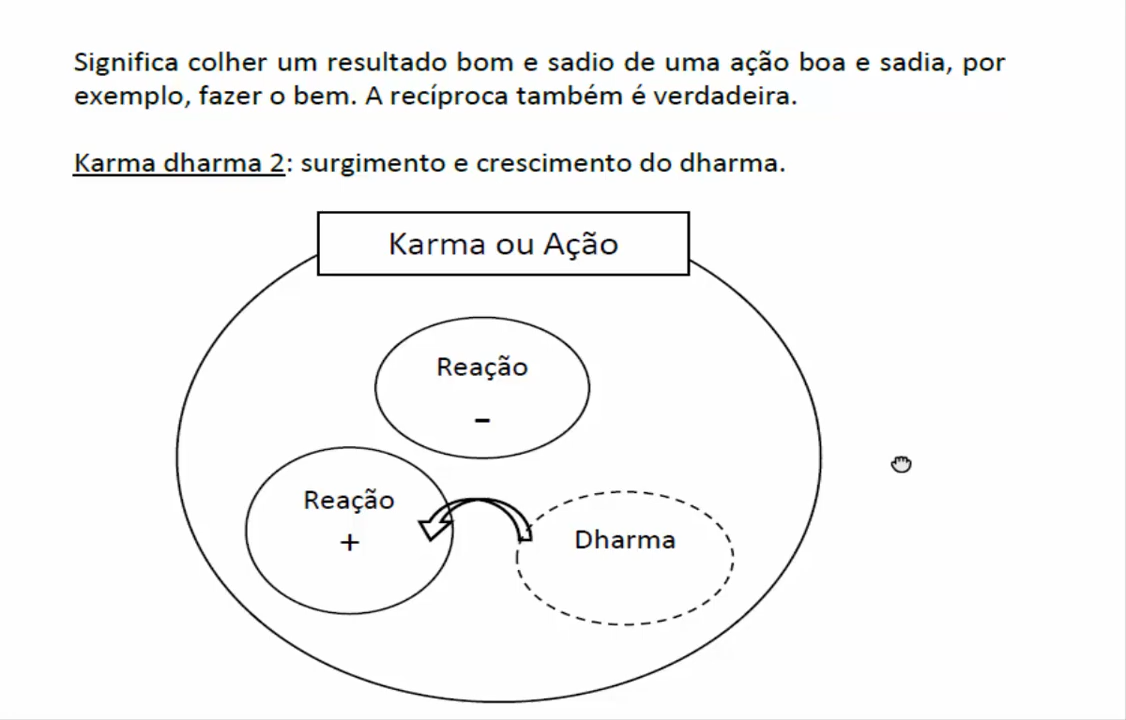 Significa colher um resultado bom e sadio de uma ação boa e sadia, por
exemplo, fazer o bem. A recíproca também é verdadeira.
Karma dharma 2: surgimento e crescimento do dharma.
Karma ou Ação
Reação
-
Reação
+
Dharma